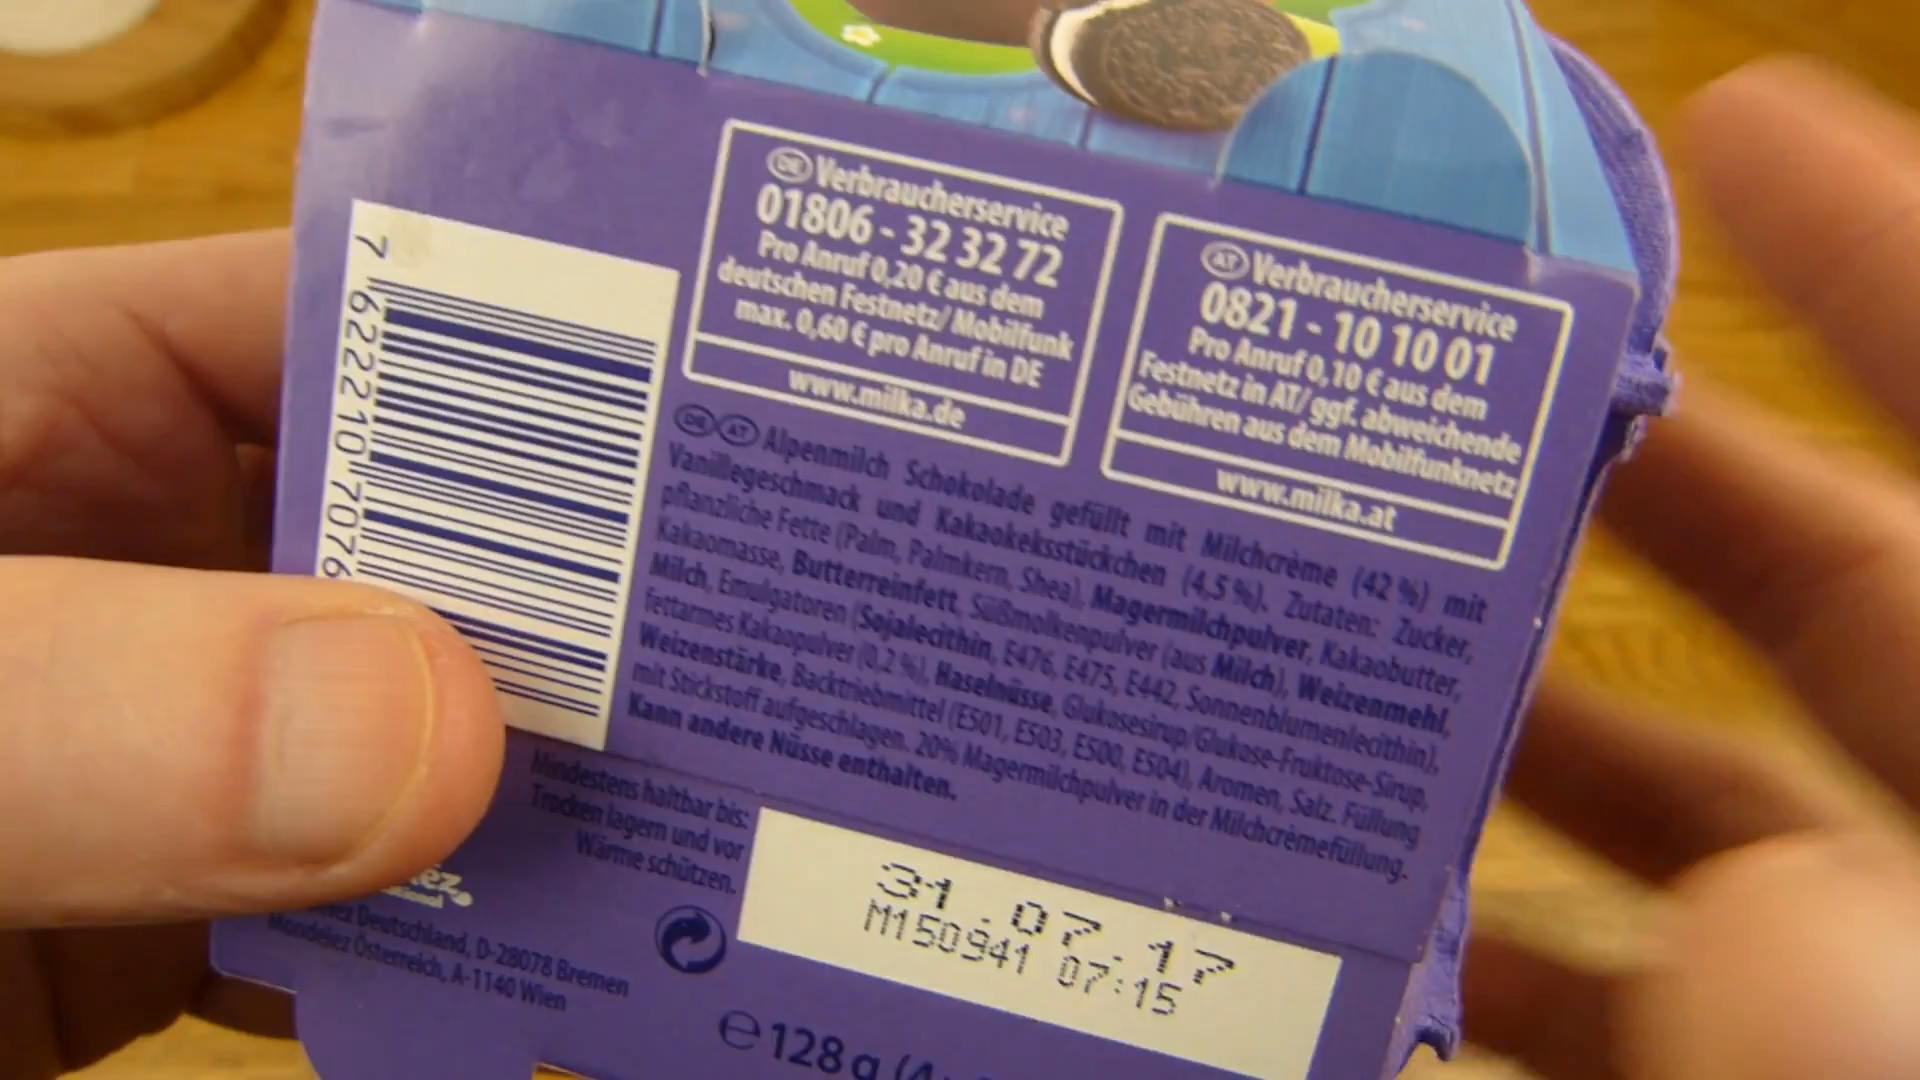 DE Verbraucherservice
01806 - 32 32 72
Pro Anruf 0,20 € aus dem
deutschen Festnetz/ Mobilfunk
max. 0,60 € pro Anruf in DE
www.milka.de
AT Verbraucherservice
0821 - 10 10 01
Pro Anruf 0,10 € aus dem
Festnetz in AT/ ggf. abweichende
Gebühren aus dem Mobilfunknetz
www.milka.at
7 622210 7076
DE AT Alpenmilch Schokolade gefüllt mit Milchcrème (42 %) mit
Vanillegeschmack und Kakaokeksstückchen (4,5 %). Zutaten: Zucker,
pflanzliche Fette (Palm, Palmkern, Shea), Magermilchpulver, Kakaobutter,
Kakaomasse, Butterreinfett, Süßmolkenpulver (aus Milch), Weizenmehl,
Milch, Emulgatoren (Sojalecithin, E476, E475, E442, Sonnenblumenlecithin),
fettarmes Kakaopulver (0,2 %), Haselnüsse, Glukosesirup/Glukose-Fruktose-Sirup,
Weizenstärke, Backtriebmittel (E501, E503, E500, E504), Aromen, Salz. Füllung
mit Stickstoff aufgeschlagen. 20% Magermilchpulver in der Milchcrèmefüllung.
Kann andere Nüsse enthalten.
Mindestens haltbar bis:
Trocken lagern und vor
Wärme schützen.
31.07.17
M150941 07:15
Deutschland, D-28078 Bremen
Mondelez Österreich, A-1140 Wien
e 128 g (4